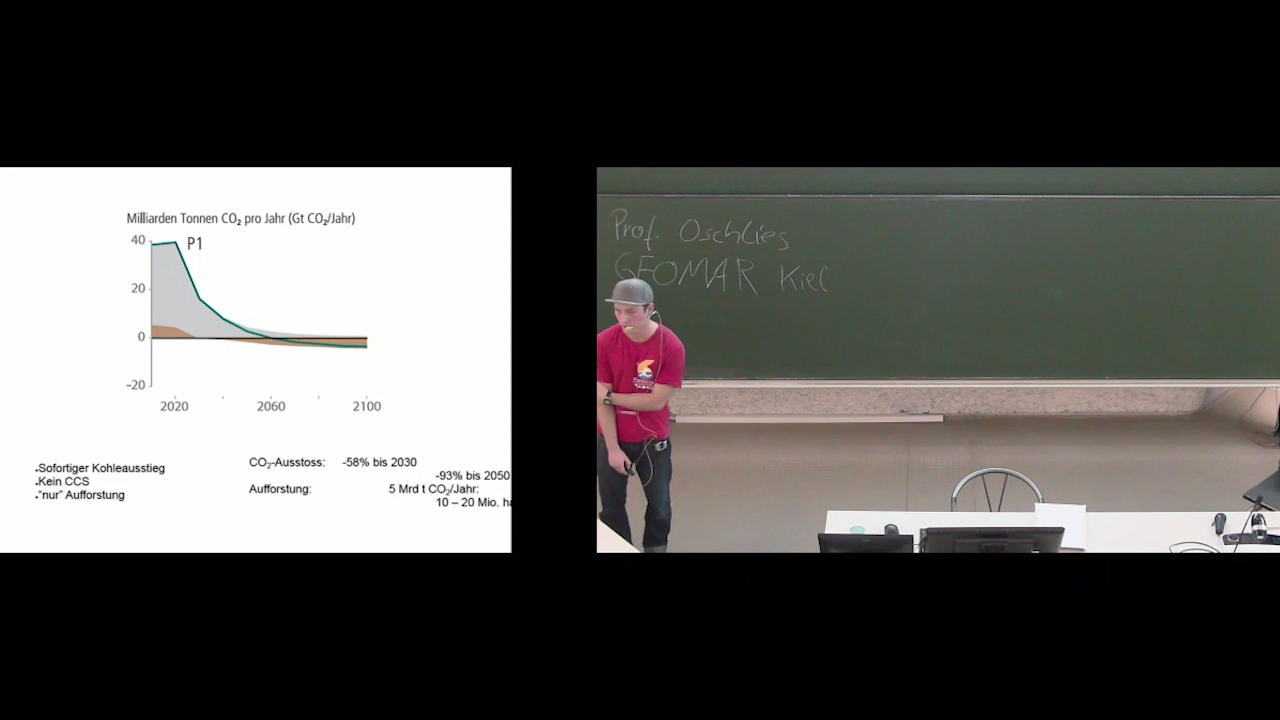 Milliarden Tonnen CO₂ pro Jahr (Gt CO₂/Jahr)
40
P1
20
0
-20
2020 2060 2100
.Sofortiger Kohleausstieg
.Kein CCS
."nur" Aufforstung
CO₂-Ausstoss: -58% bis 2030
-93% bis 2050
Aufforstung: 5 Mrd t CO₂/Jahr:
10 – 20 Mio. ha
Prof. Oschlies
GEOMAR Kiel